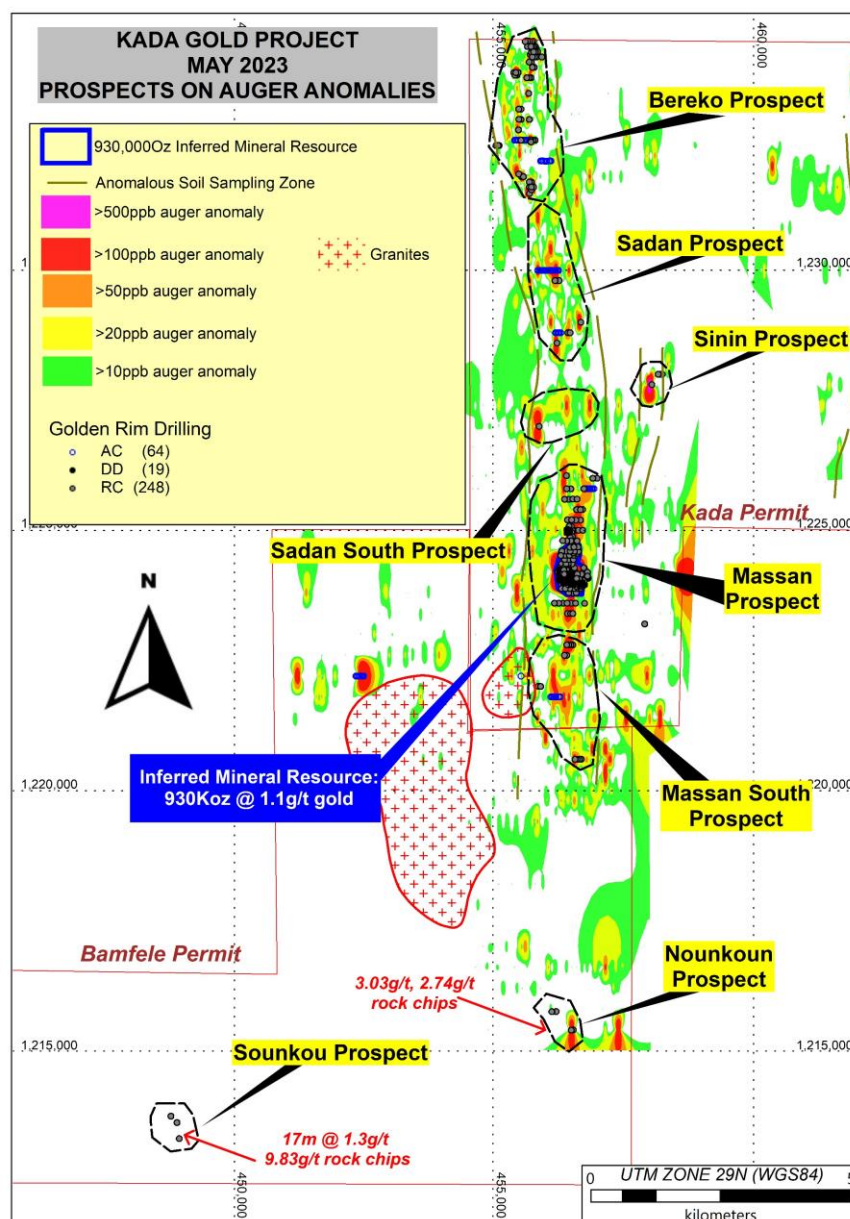 KADA GOLD PROJECT
MAY 2023
PROSPECTS ON AUGER ANOMALIES
930,000Oz Inferred Mineral Resource
Anomalous Soil Sampling Zone
>500ppb auger anomaly
>100ppb auger anomaly
Granites
>50ppb auger anomaly
>20ppb auger anomaly
>10ppb auger anomaly
Golden Rim Drilling
AC (64)
DD (19)
RC (248)
455,000
460,000
Bereko Prospect
Sadan Prospect
1,230,000
Sinin Prospect
Kada Permit
1,225,000
Sadan South Prospect
Massan
Prospect
N
Inferred Mineral Resource:
930Koz @ 1.1g/t gold
1,220,000
1,220,000
Massan South
Prospect
Bamfele Permit
Nounkoun
Prospect
3.03g/t, 2.74g/t
rock chips
1,215,000
1,215,000
Sounkou Prospect
17m @ 1.3g/t
9.83g/t rock chips
450,000
455,000
UTM ZONE 29N (WGS84)
0
5
kilometers